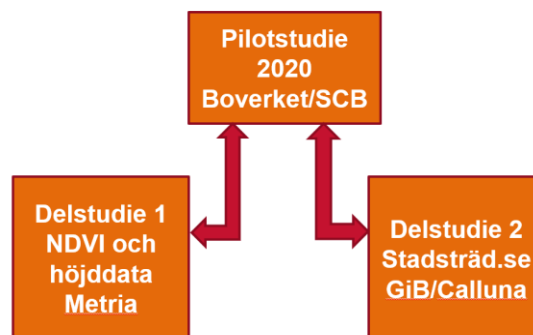 Pilotstudie
2020
Boverket/SCB
Delstudie 1
NDVI och
höjddata
Metria
Delstudie 2
Stadsträd.se
GiB/Calluna